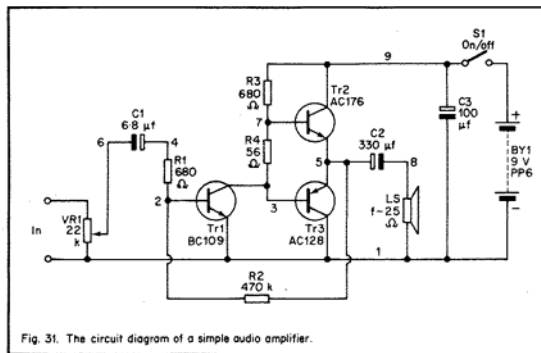 S1
On/off
9
R3
680
Ω
Tr2
AC176
C1
6·8 μf
6
4
7
R4
56
Ω
C3
100
μf
+
C2
330 μf
5
8
BY1
9 V
PP6
R1
680
Ω
2
3
LS
f-25
Ω
In
VR1
22
k
Tr1
BC109
Tr3
AC128
1
-
R2
470 k
Fig. 31. The circuit diagram of a simple audio amplifier.